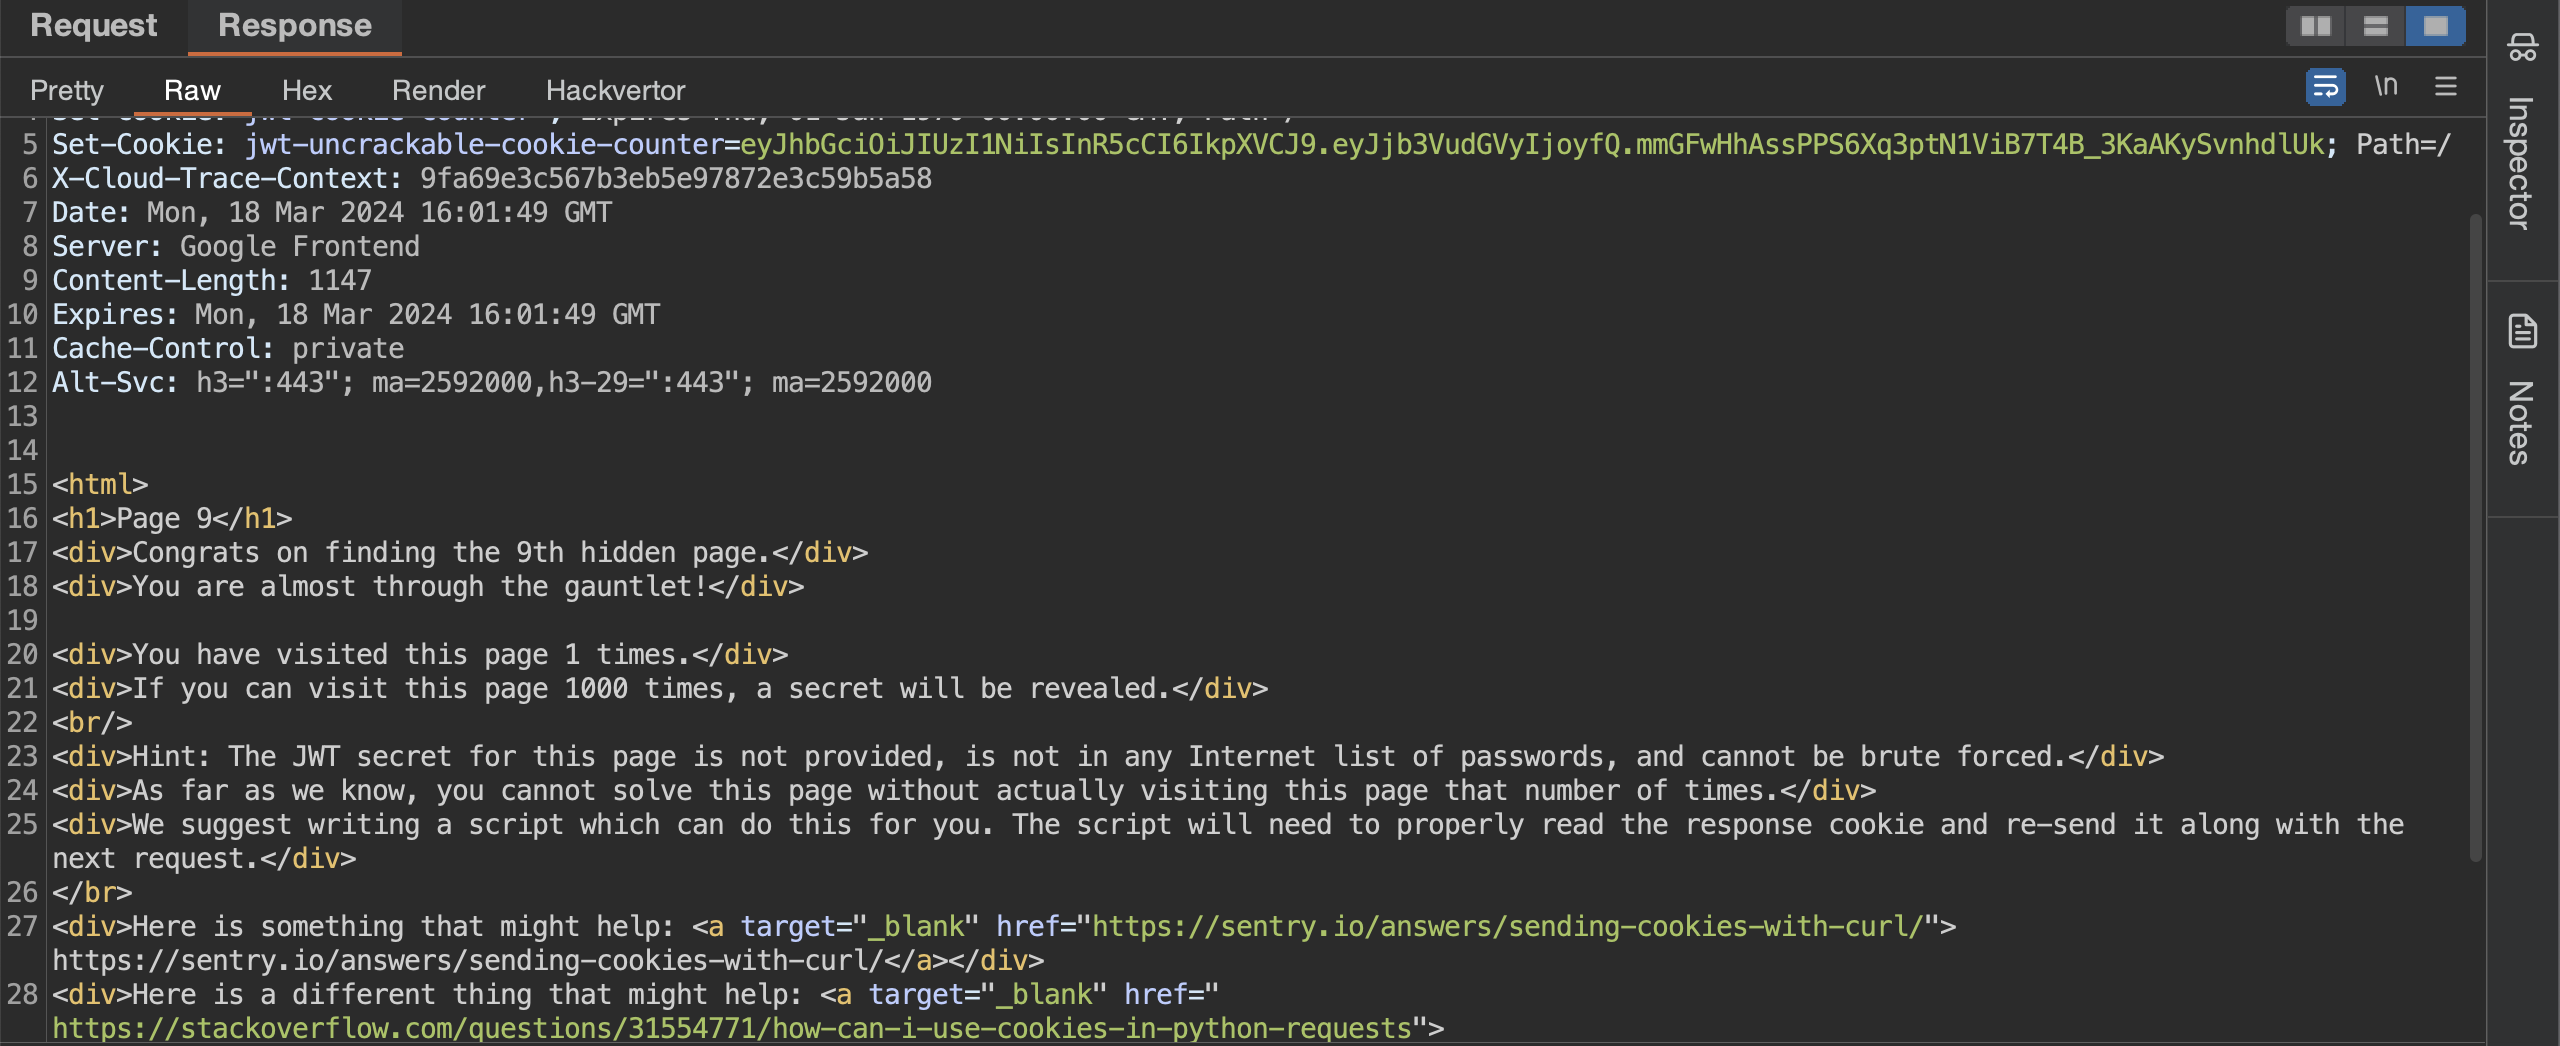 Request Response
Pretty Raw Hex Render Hackvertor \n
5 Set-Cookie: jwt-uncrackable-cookie-counter=eyJhbGciOiJIUzI1NiIsInR5cCI6IkpXVCJ9.eyJjb3VudGVyIjoyfQ.mmGFwHhAssPPS6Xq3ptN1ViB7T4B_3KaAKySvnhdlUk; Path=/
6 X-Cloud-Trace-Context: 9fa69e3c567b3eb5e97872e3c59b5a58
7 Date: Mon, 18 Mar 2024 16:01:49 GMT
8 Server: Google Frontend
9 Content-Length: 1147
10 Expires: Mon, 18 Mar 2024 16:01:49 GMT
11 Cache-Control: private
12 Alt-Svc: h3=":443"; ma=2592000,h3-29=":443"; ma=2592000
13
14
15 <html>
16 <h1>Page 9</h1>
17 <div>Congrats on finding the 9th hidden page.</div>
18 <div>You are almost through the gauntlet!</div>
19
20 <div>You have visited this page 1 times.</div>
21 <div>If you can visit this page 1000 times, a secret will be revealed.</div>
22 <br/>
23 <div>Hint: The JWT secret for this page is not provided, is not in any Internet list of passwords, and cannot be brute forced.</div>
24 <div>As far as we know, you cannot solve this page without actually visiting this page that number of times.</div>
25 <div>We suggest writing a script which can do this for you. The script will need to properly read the response cookie and re-send it along with the
next request.</div>
26 </br>
27 <div>Here is something that might help: <a target="_blank" href="https://sentry.io/answers/sending-cookies-with-curl/">
https://sentry.io/answers/sending-cookies-with-curl/</a></div>
28 <div>Here is a different thing that might help: <a target="_blank" href="
https://stackoverflow.com/questions/31554771/how-can-i-use-cookies-in-python-requests">
Inspector
Notes